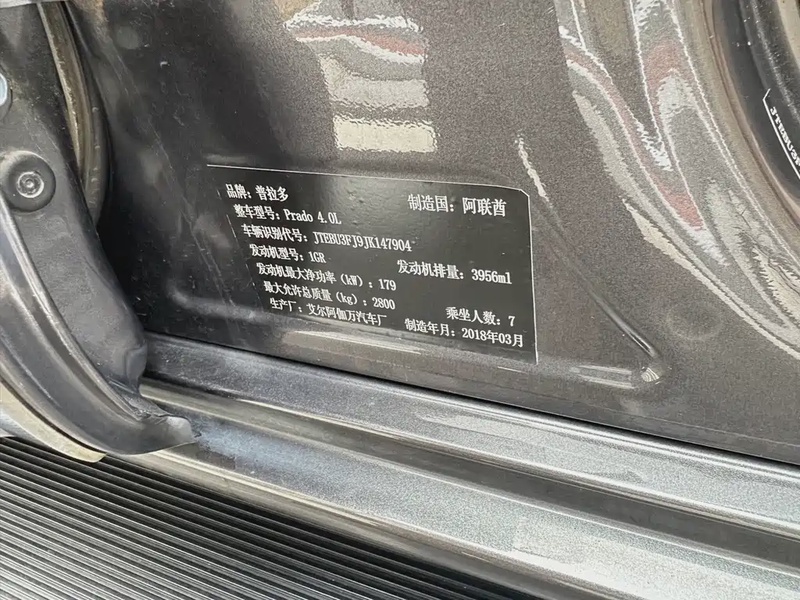 品牌：普拉多 制造国：阿联酋
整车型号：Prado 4.0L
车辆识别代号：JTEBU3FJ9JK147904
发动机型号：1GR 发动机排量：3956ml
发动机最大净功率（kW）：179
最大允许总质量（kg）：2800 乘坐人数：7
生产厂：艾尔阿伽万汽车厂 制造年月：2018年03月
JTEBU3F